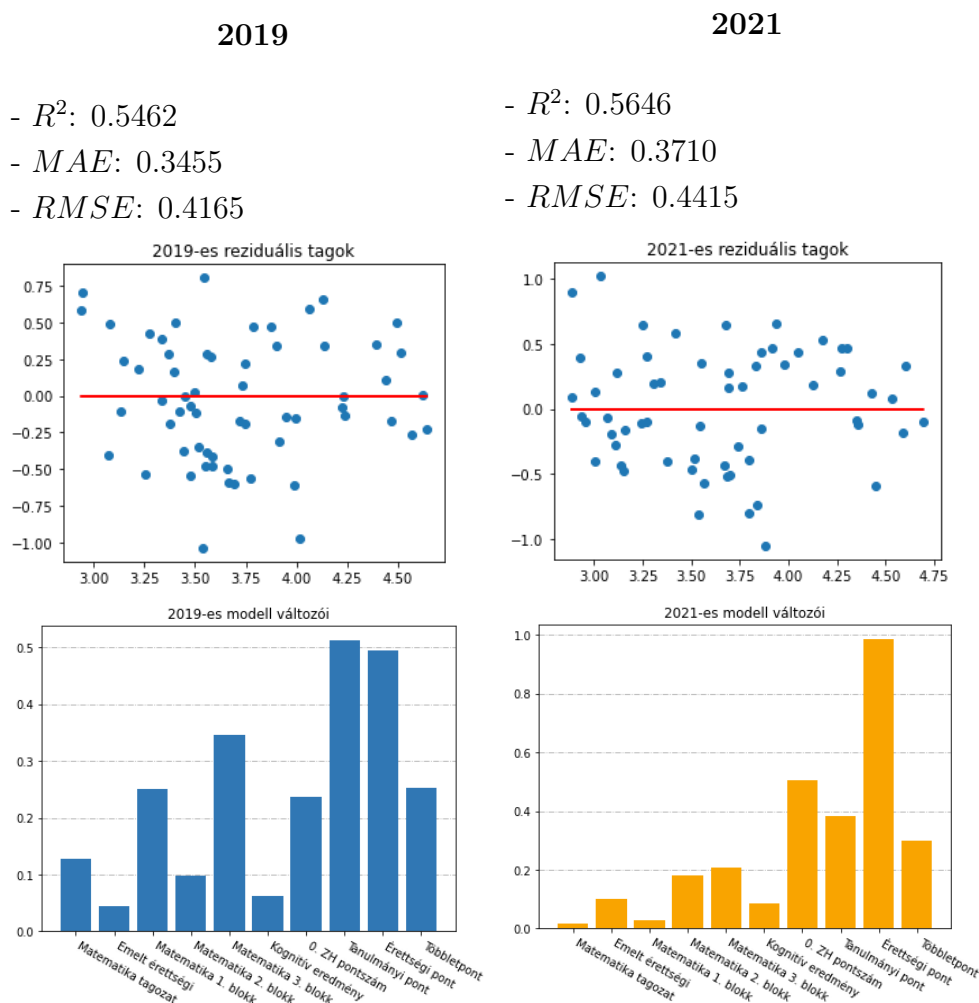 2019
- R²: 0.5462
- MAE: 0.3455
- RMSE: 0.4165
2019-es reziduális tagok
0.75
0.50
0.25
0.00
−0.25
−0.50
−0.75
−1.00
3.00 3.25 3.50 3.75 4.00 4.25 4.50
2019-es modell változói
0.5
0.4
0.3
0.2
0.1
0.0
Matematika tagozat
Emelt érettségi
Matematika 1. blokk
Matematika 2. blokk
Matematika 3. blokk
Kognitív eredmény
0. ZH pontszám
Tanulmányi pont
Érettségi pont
Többletpont
2021
- R²: 0.5646
- MAE: 0.3710
- RMSE: 0.4415
2021-es reziduális tagok
1.0
0.5
0.0
−0.5
−1.0
3.00 3.25 3.50 3.75 4.00 4.25 4.50 4.75
2021-es modell változói
1.0
0.8
0.6
0.4
0.2
0.0
Matematika tagozat
Emelt érettségi
Matematika 1. blokk
Matematika 2. blokk
Matematika 3. blokk
Kognitív eredmény
0. ZH pontszám
Tanulmányi pont
Érettségi pont
Többletpont